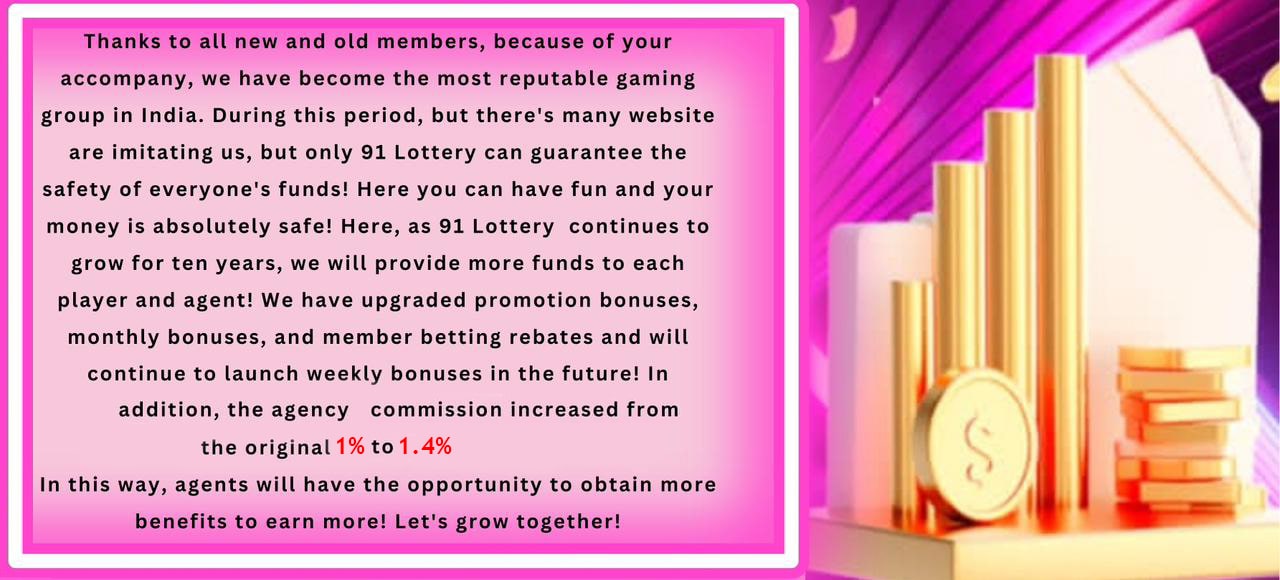 Thanks to all new and old members, because of your
accompany, we have become the most reputable gaming
group in India. During this period, but there's many website
are imitating us, but only 91 Lottery can guarantee the
safety of everyone's funds! Here you can have fun and your
money is absolutely safe! Here, as 91 Lottery continues to
grow for ten years, we will provide more funds to each
player and agent! We have upgraded promotion bonuses,
monthly bonuses, and member betting rebates and will
continue to launch weekly bonuses in the future! In
addition, the agency commission increased from
the original 1% to 1.4%
In this way, agents will have the opportunity to obtain more
benefits to earn more! Let's grow together!
$